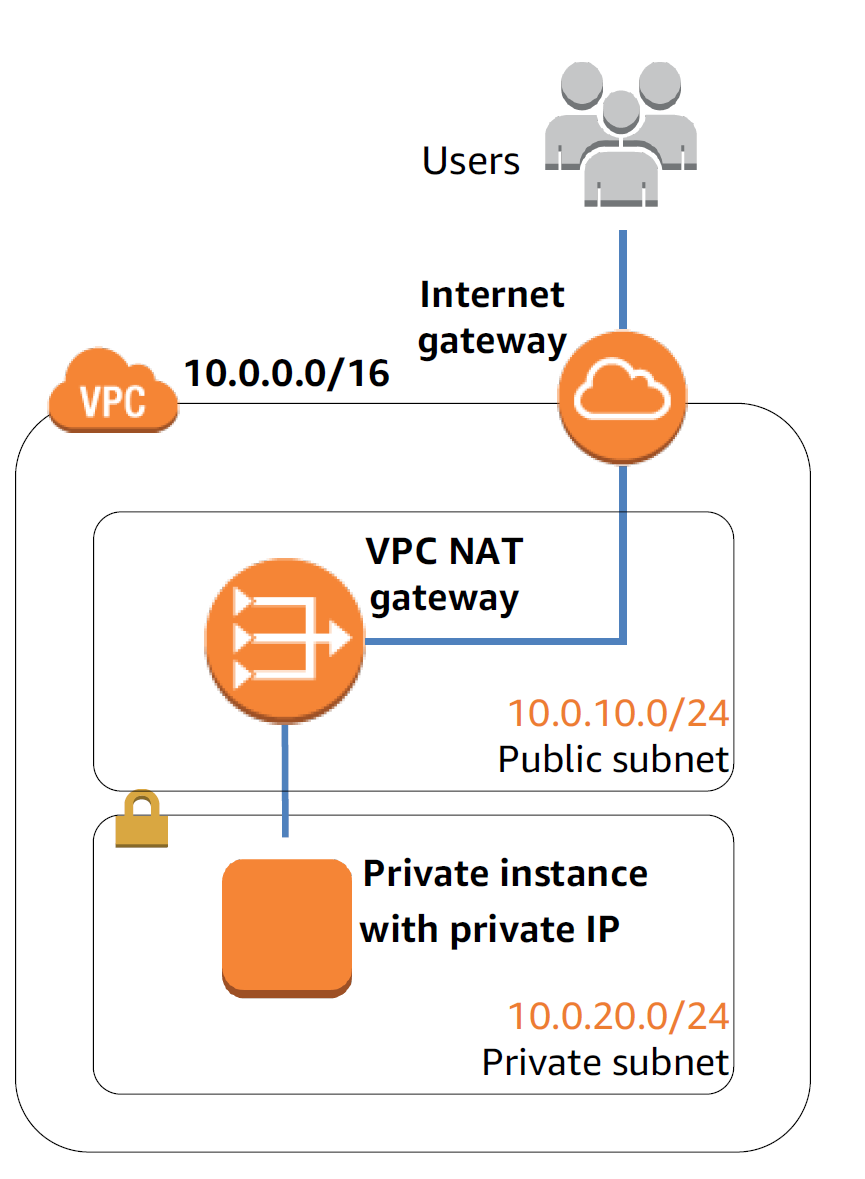 Users
Internet
gateway
10.0.0.0/16
VPC
VPC NAT
gateway
10.0.10.0/24
Public subnet
Private instance
with private IP
10.0.20.0/24
Private subnet